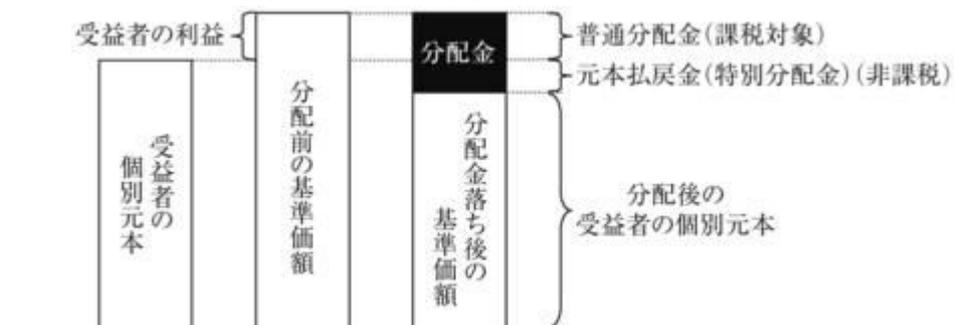 受益者の利益
分配金
普通分配金(課税対象)
元本払戻金(特別分配金)(非課税)
受益者の
個別元本
分配前の基準価額
分配金落ち後の
基準価額
分配後の
受益者の個別元本